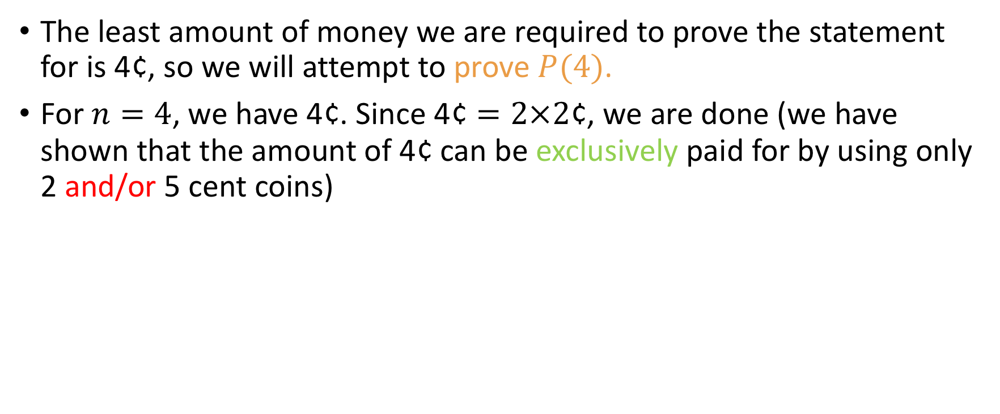 • The least amount of money we are required to prove the statement
for is 4¢, so we will attempt to prove 𝑃(4).
• For 𝑛 = 4, we have 4¢. Since 4¢ = 2×2¢, we are done (we have
shown that the amount of 4¢ can be exclusively paid for by using only
2 and/or 5 cent coins)